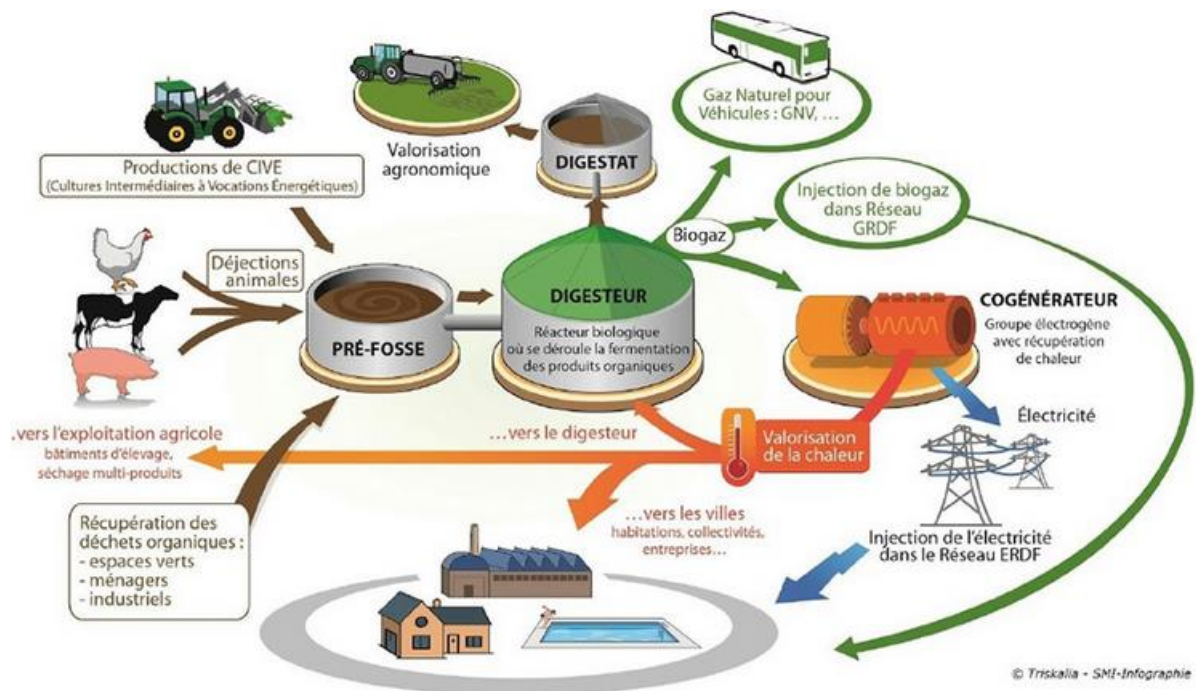 Gaz Naturel pour
Véhicules : GNV, ...
Productions de CIVE
(Cultures Intermédiaires à Vocations Énergétiques)
Valorisation
agronomique
DIGESTAT
Injection de biogaz
dans Réseau
GRDF
Biogaz
Déjections
animales
PRÉ-FOSSE
DIGESTEUR
Réacteur biologique
où se déroule la fermentation
des produits organiques
COGÉNÉRATEUR
Groupe électrogène
avec récupération
de chaleur
Électricité
..vers l'exploitation agricole
bâtiments d'élevage,
séchage multi-produits
...vers le digesteur
Valorisation
de la chaleur
...vers les villes
habitations, collectivités,
entreprises...
Récupération des
déchets organiques :
- espaces verts
- ménagers
- industriels
Injection de l'électricité
dans le Réseau ERDF
© Triskalia - SMI-Infographie